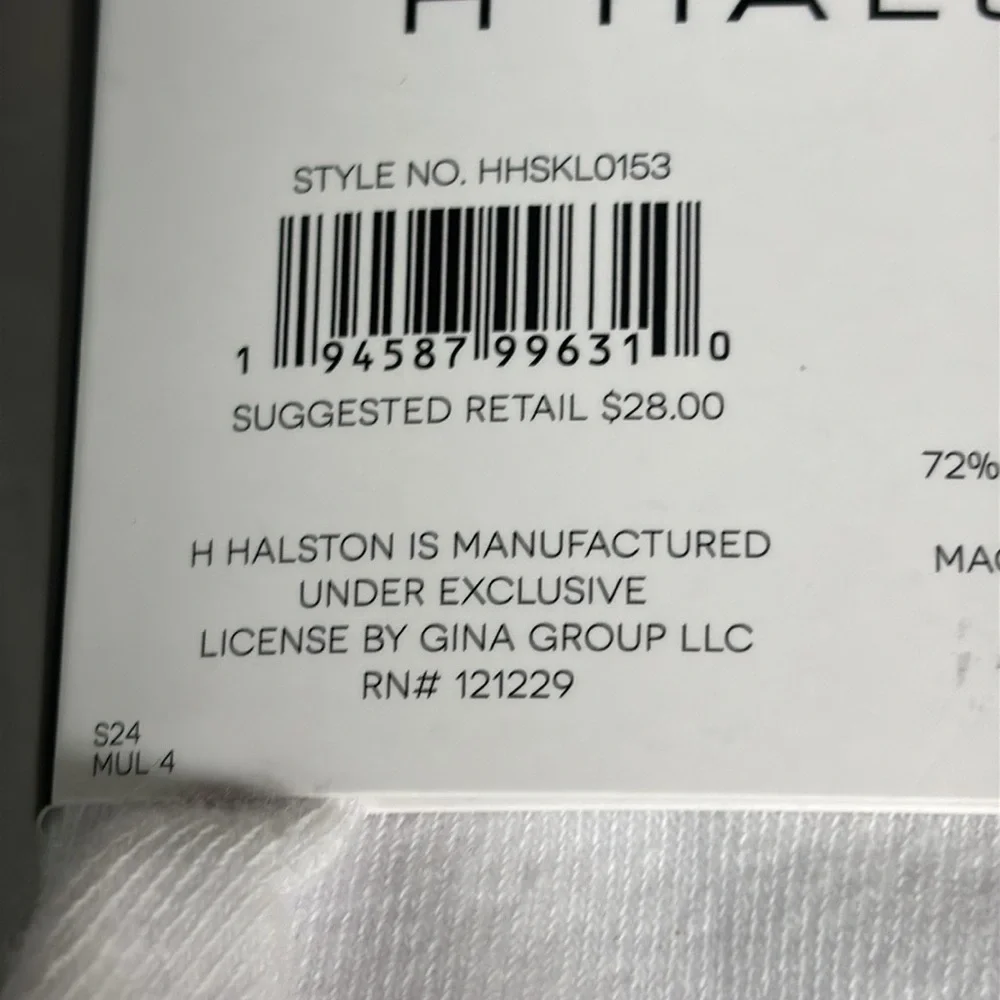 H HAL
STYLE NO. HHSKL0153
1 94587 99631 0
SUGGESTED RETAIL $28.00
72%
H HALSTON IS MANUFACTURED
UNDER EXCLUSIVE
LICENSE BY GINA GROUP LLC
RN# 121229
S24
MUL 4